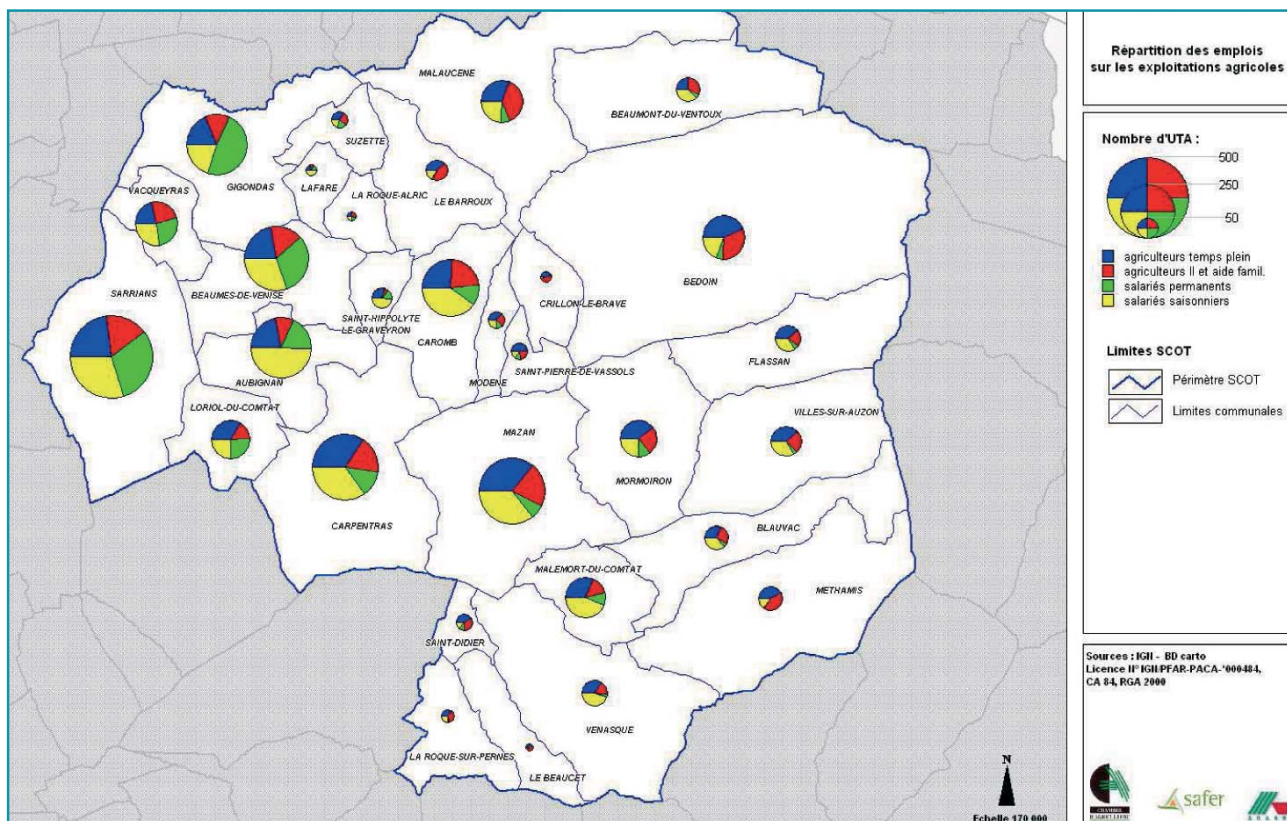 MALAUCENE
BEAUMONT-DU-VENTOUX
SUZETTE
GIGONDAS
LAFARE
LA ROQUE-ALRIC
LE BARROUX
VACQUEYRAS
SARRIANS
BEAUMES-DE-VENISE
SAINT-HIPPOLYTE
LE-GRAVEYRON
CAROMB
CRILLON-LE-BRAVE
BEDOIN
MODENE
SAINT-PIERRE-DE-VASSOLS
FLASSAN
AUBIGNAN
LORIOL-DU-COMTAT
MAZAN
VILLES-SUR-AUZON
MORMOIRON
CARPENTRAS
BLAUVAC
MALEMORT-DU-COMTAT
METHAMIS
SAINT-DIDIER
VENASQUE
LA ROQUE-SUR-PERNES
LE BEAUCET
N
Echelle 170 000
Répartition des emplois
sur les exploitations agricoles
Nombre d'UTA :
500
250
50
agriculteurs temps plein
agriculteurs II et aide famil.
salariés permanents
salariés saisonniers
Limites SCOT
Périmètre SCOT
Limites communales
Sources : IGN - BD carto
Licence N° IGN/PFAR-PACA-'000484,
CA 84, RGA 2000
CHAMBRE
D'AGRICULTURE
safer